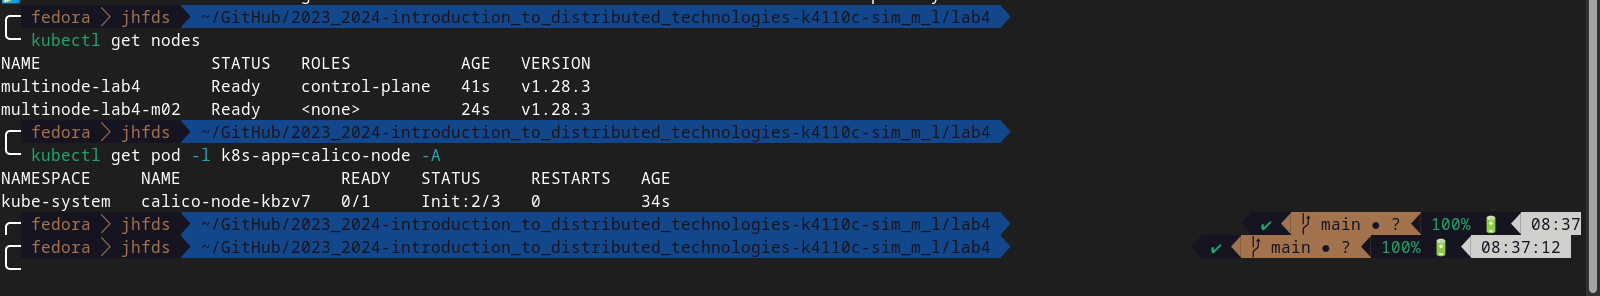 fedora jhfds ~/GitHub/2023_2024-introduction_to_distributed_technologies-k4110c-sim_m_l/lab4
kubectl get nodes
NAME STATUS ROLES AGE VERSION
multinode-lab4 Ready control-plane 41s v1.28.3
multinode-lab4-m02 Ready <none> 24s v1.28.3
fedora jhfds ~/GitHub/2023_2024-introduction_to_distributed_technologies-k4110c-sim_m_l/lab4
kubectl get pod -l k8s-app=calico-node -A
NAMESPACE NAME READY STATUS RESTARTS AGE
kube-system calico-node-kbzv7 0/1 Init:2/3 0 34s
fedora jhfds ~/GitHub/2023_2024-introduction_to_distributed_technologies-k4110c-sim_m_l/lab4 ✔ main • ? 100% 🔋 08:37
fedora jhfds ~/GitHub/2023_2024-introduction_to_distributed_technologies-k4110c-sim_m_l/lab4 ✔ main • ? 100% 🔋 08:37:12